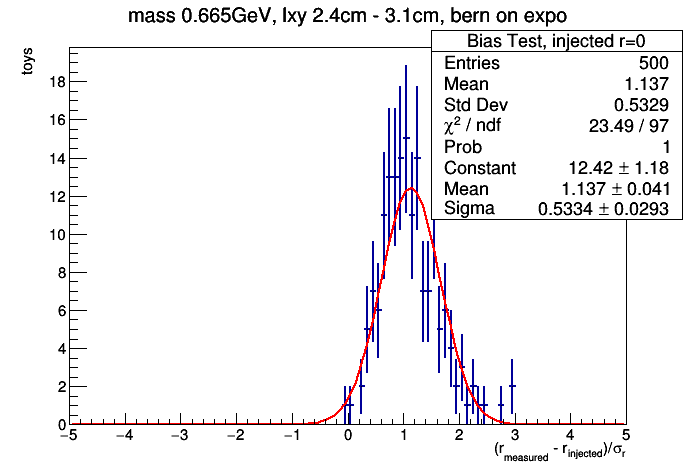 mass 0.665GeV, lxy 2.4cm - 3.1cm, bern on expo
Bias Test, injected r=0
Entries 500
Mean 1.137
Std Dev 0.5329
χ² / ndf 23.49 / 97
Prob 1
Constant 12.42 ± 1.18
Mean 1.137 ± 0.041
Sigma 0.5334 ± 0.0293
toys
18
16
14
12
10
8
6
4
2
0
−5 −4 −3 −2 −1 0 1 2 3 4 5
(r_measured - r_injected)/σ_r